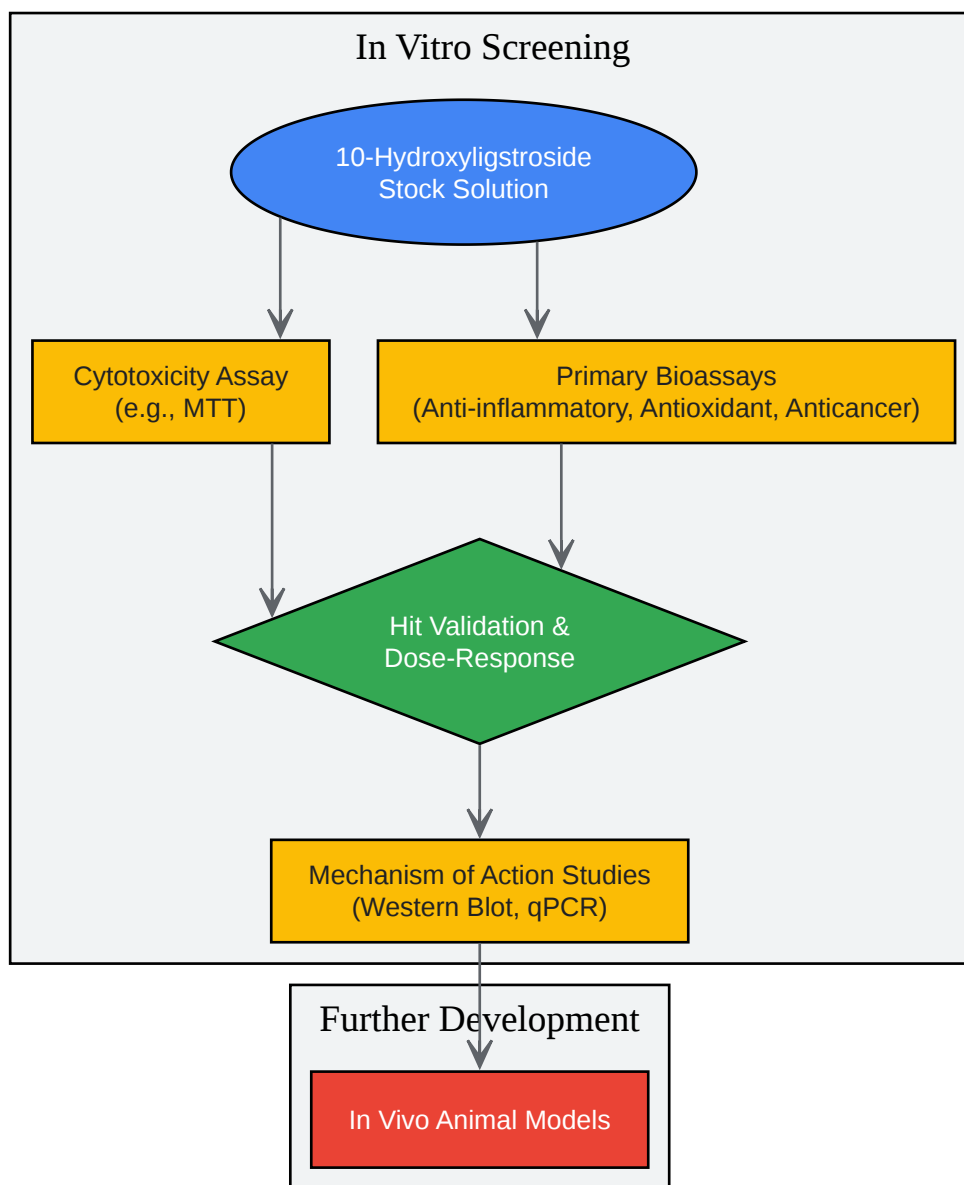 In Vitro Screening
10-Hydroxyligstroside
Stock Solution
Cytotoxicity Assay
(e.g., MTT)
Primary Bioassays
(Anti-inflammatory, Antioxidant, Anticancer)
Hit Validation &
Dose-Response
Mechanism of Action Studies
(Western Blot, qPCR)
Further Development
In Vivo Animal Models